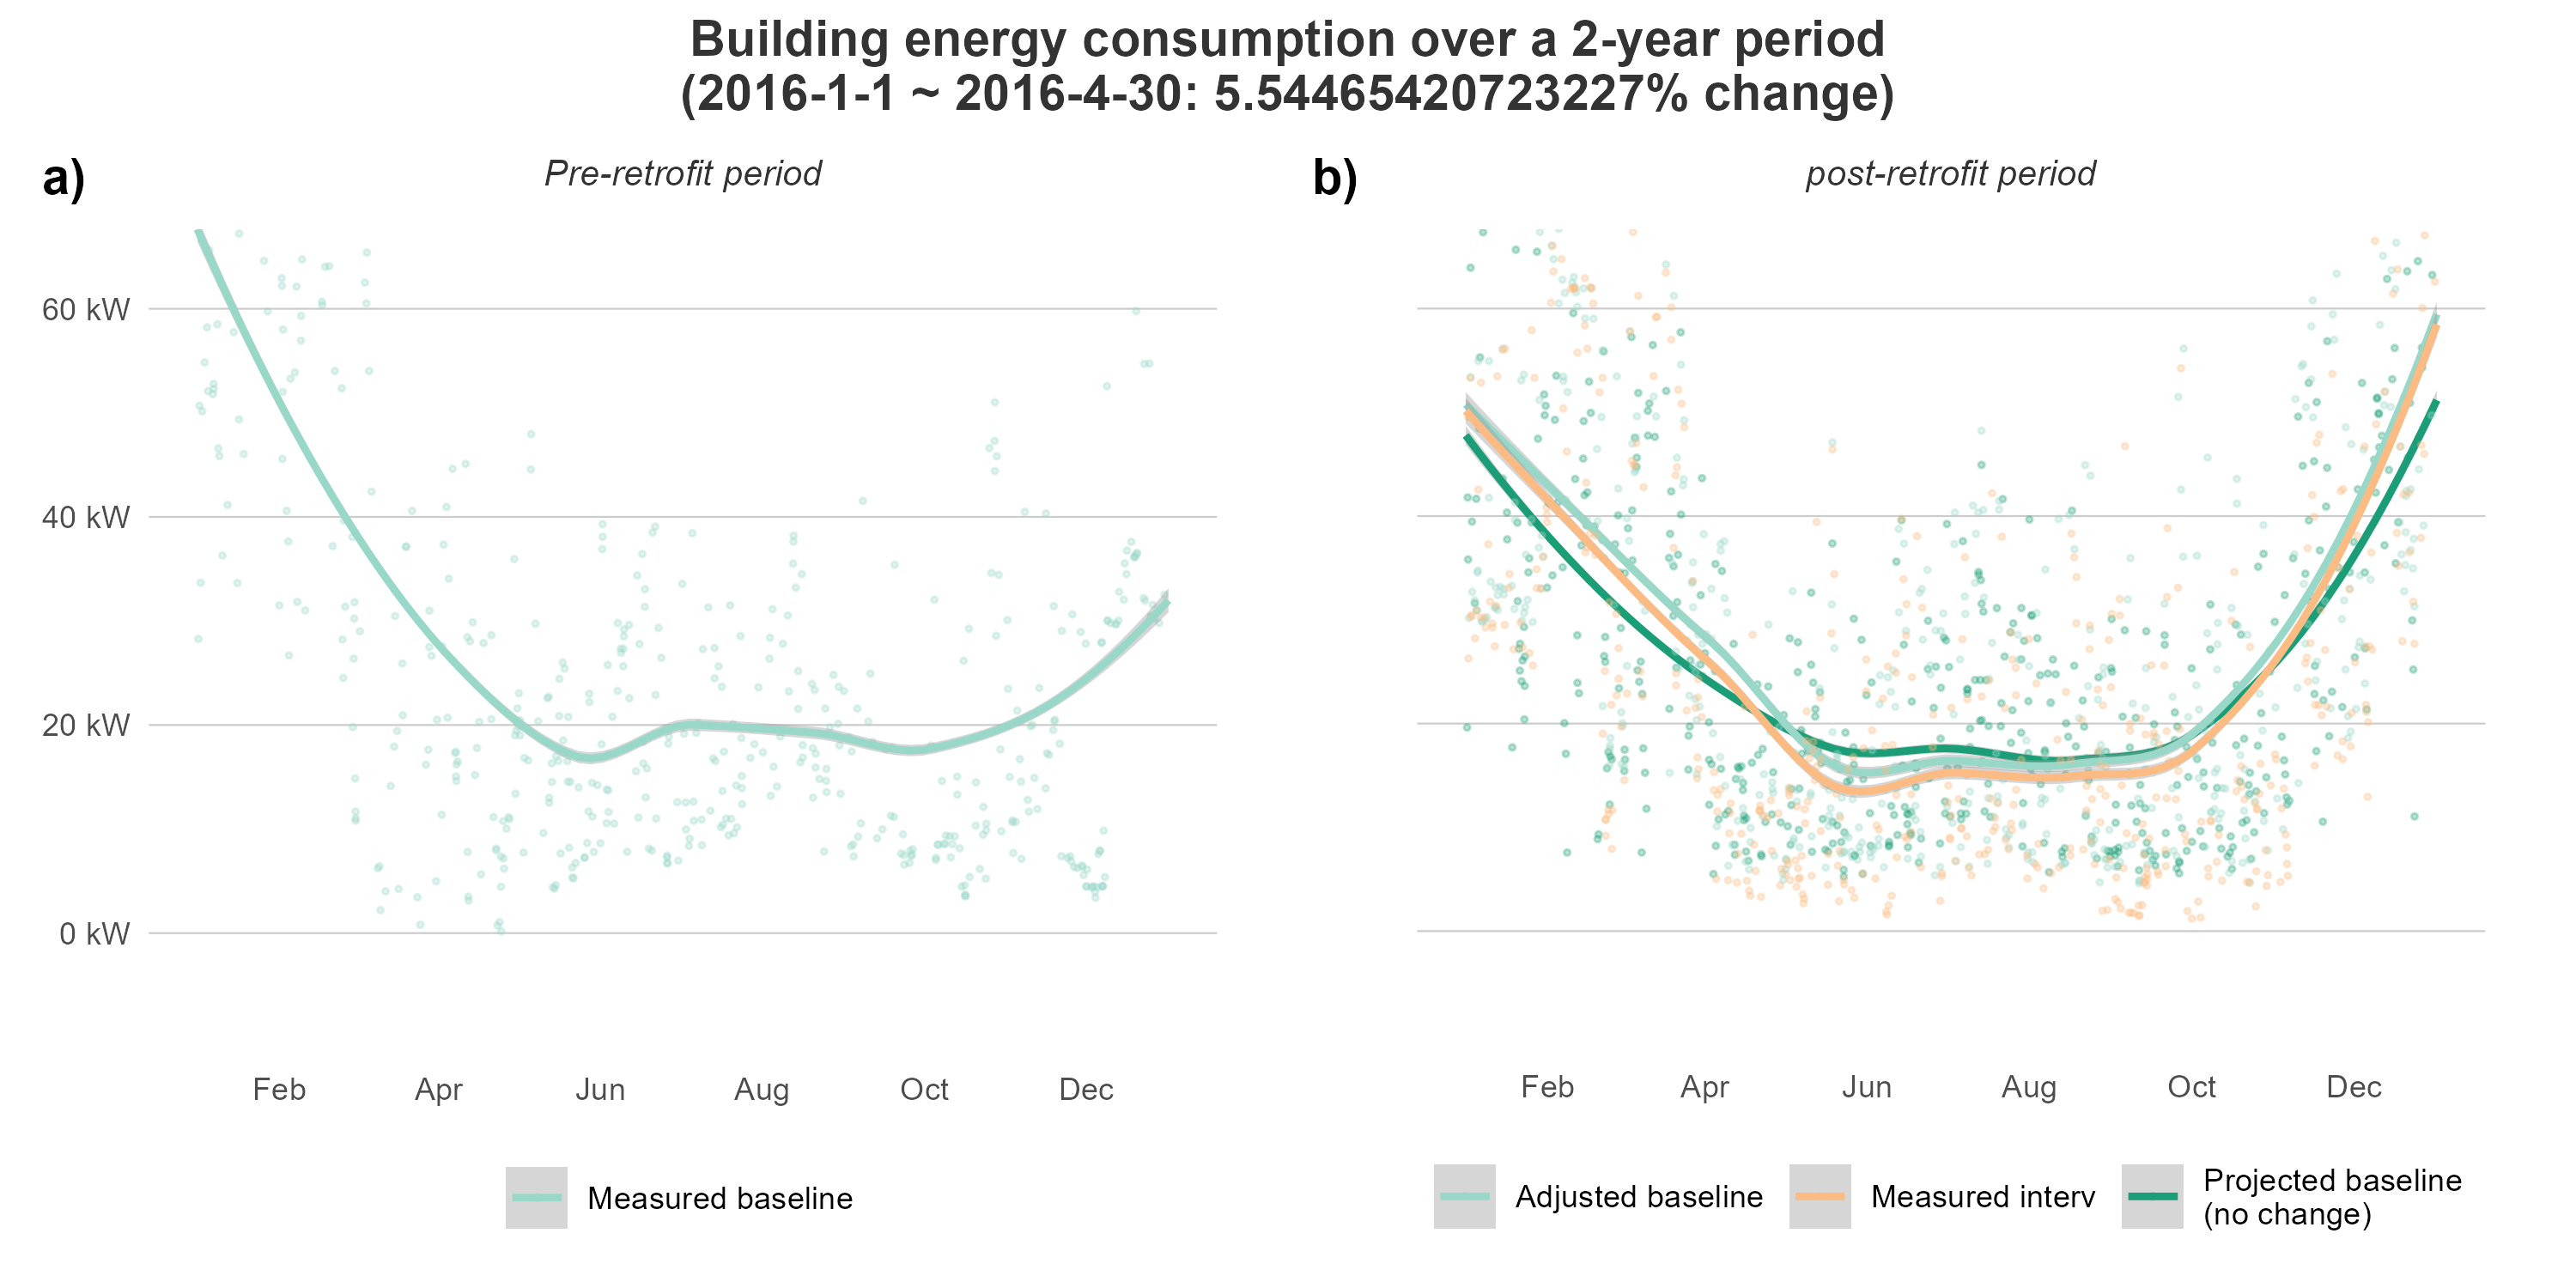 Building energy consumption over a 2-year period
(2016-1-1 ~ 2016-4-30: 5.54465420723227% change)
a)
Pre-retrofit period
60 kW
40 kW
20 kW
0 kW
Feb Apr Jun Aug Oct Dec
Measured baseline
b)
post-retrofit period
Feb Apr Jun Aug Oct Dec
Adjusted baseline
Measured interv
Projected baseline
(no change)